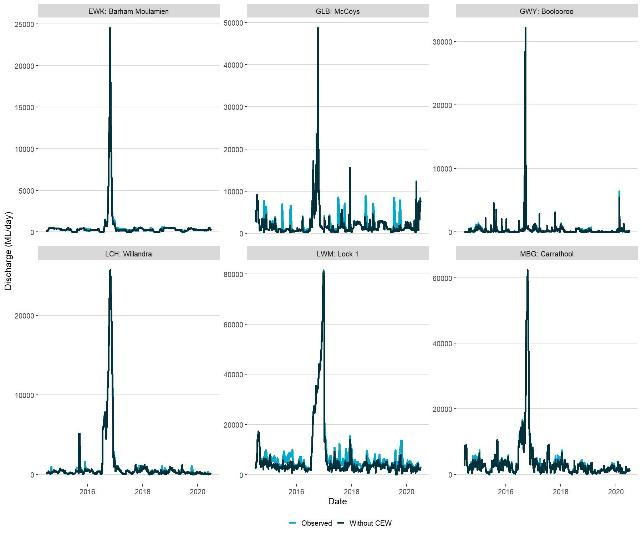 EWK: Barham Moulamien
GLB: McCoys
GWY: Boolooroo
25000
20000
15000
10000
5000
0
50000
40000
30000
20000
10000
0
30000
20000
10000
0
Discharge (ML/day)
LCH: Willandra
LWM: Lock 1
MBG: Carrathool
20000
10000
0
80000
60000
40000
20000
0
60000
40000
20000
0
2016 2018 2020
2016 2018 2020
2016 2018 2020
Date
Observed Without CEW